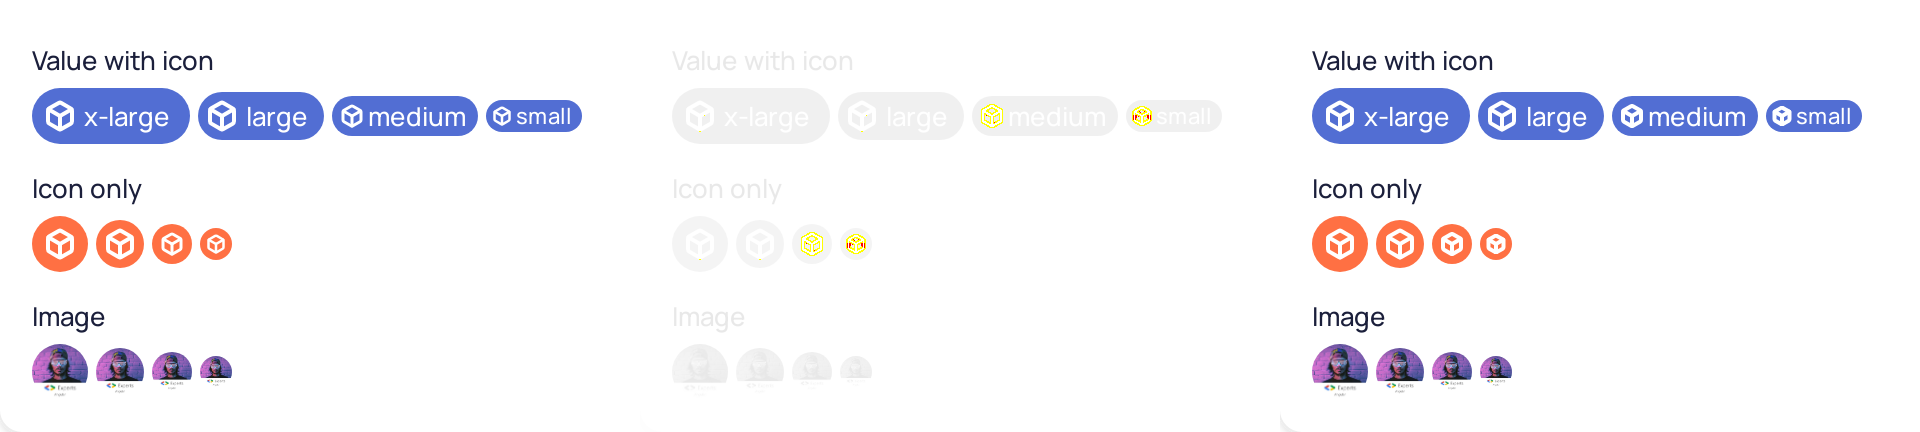 Value with icon
x-large large medium small
Icon only
Image
Value with icon
x-large large medium small
Icon only
Image
Value with icon
x-large large medium small
Icon only
Image